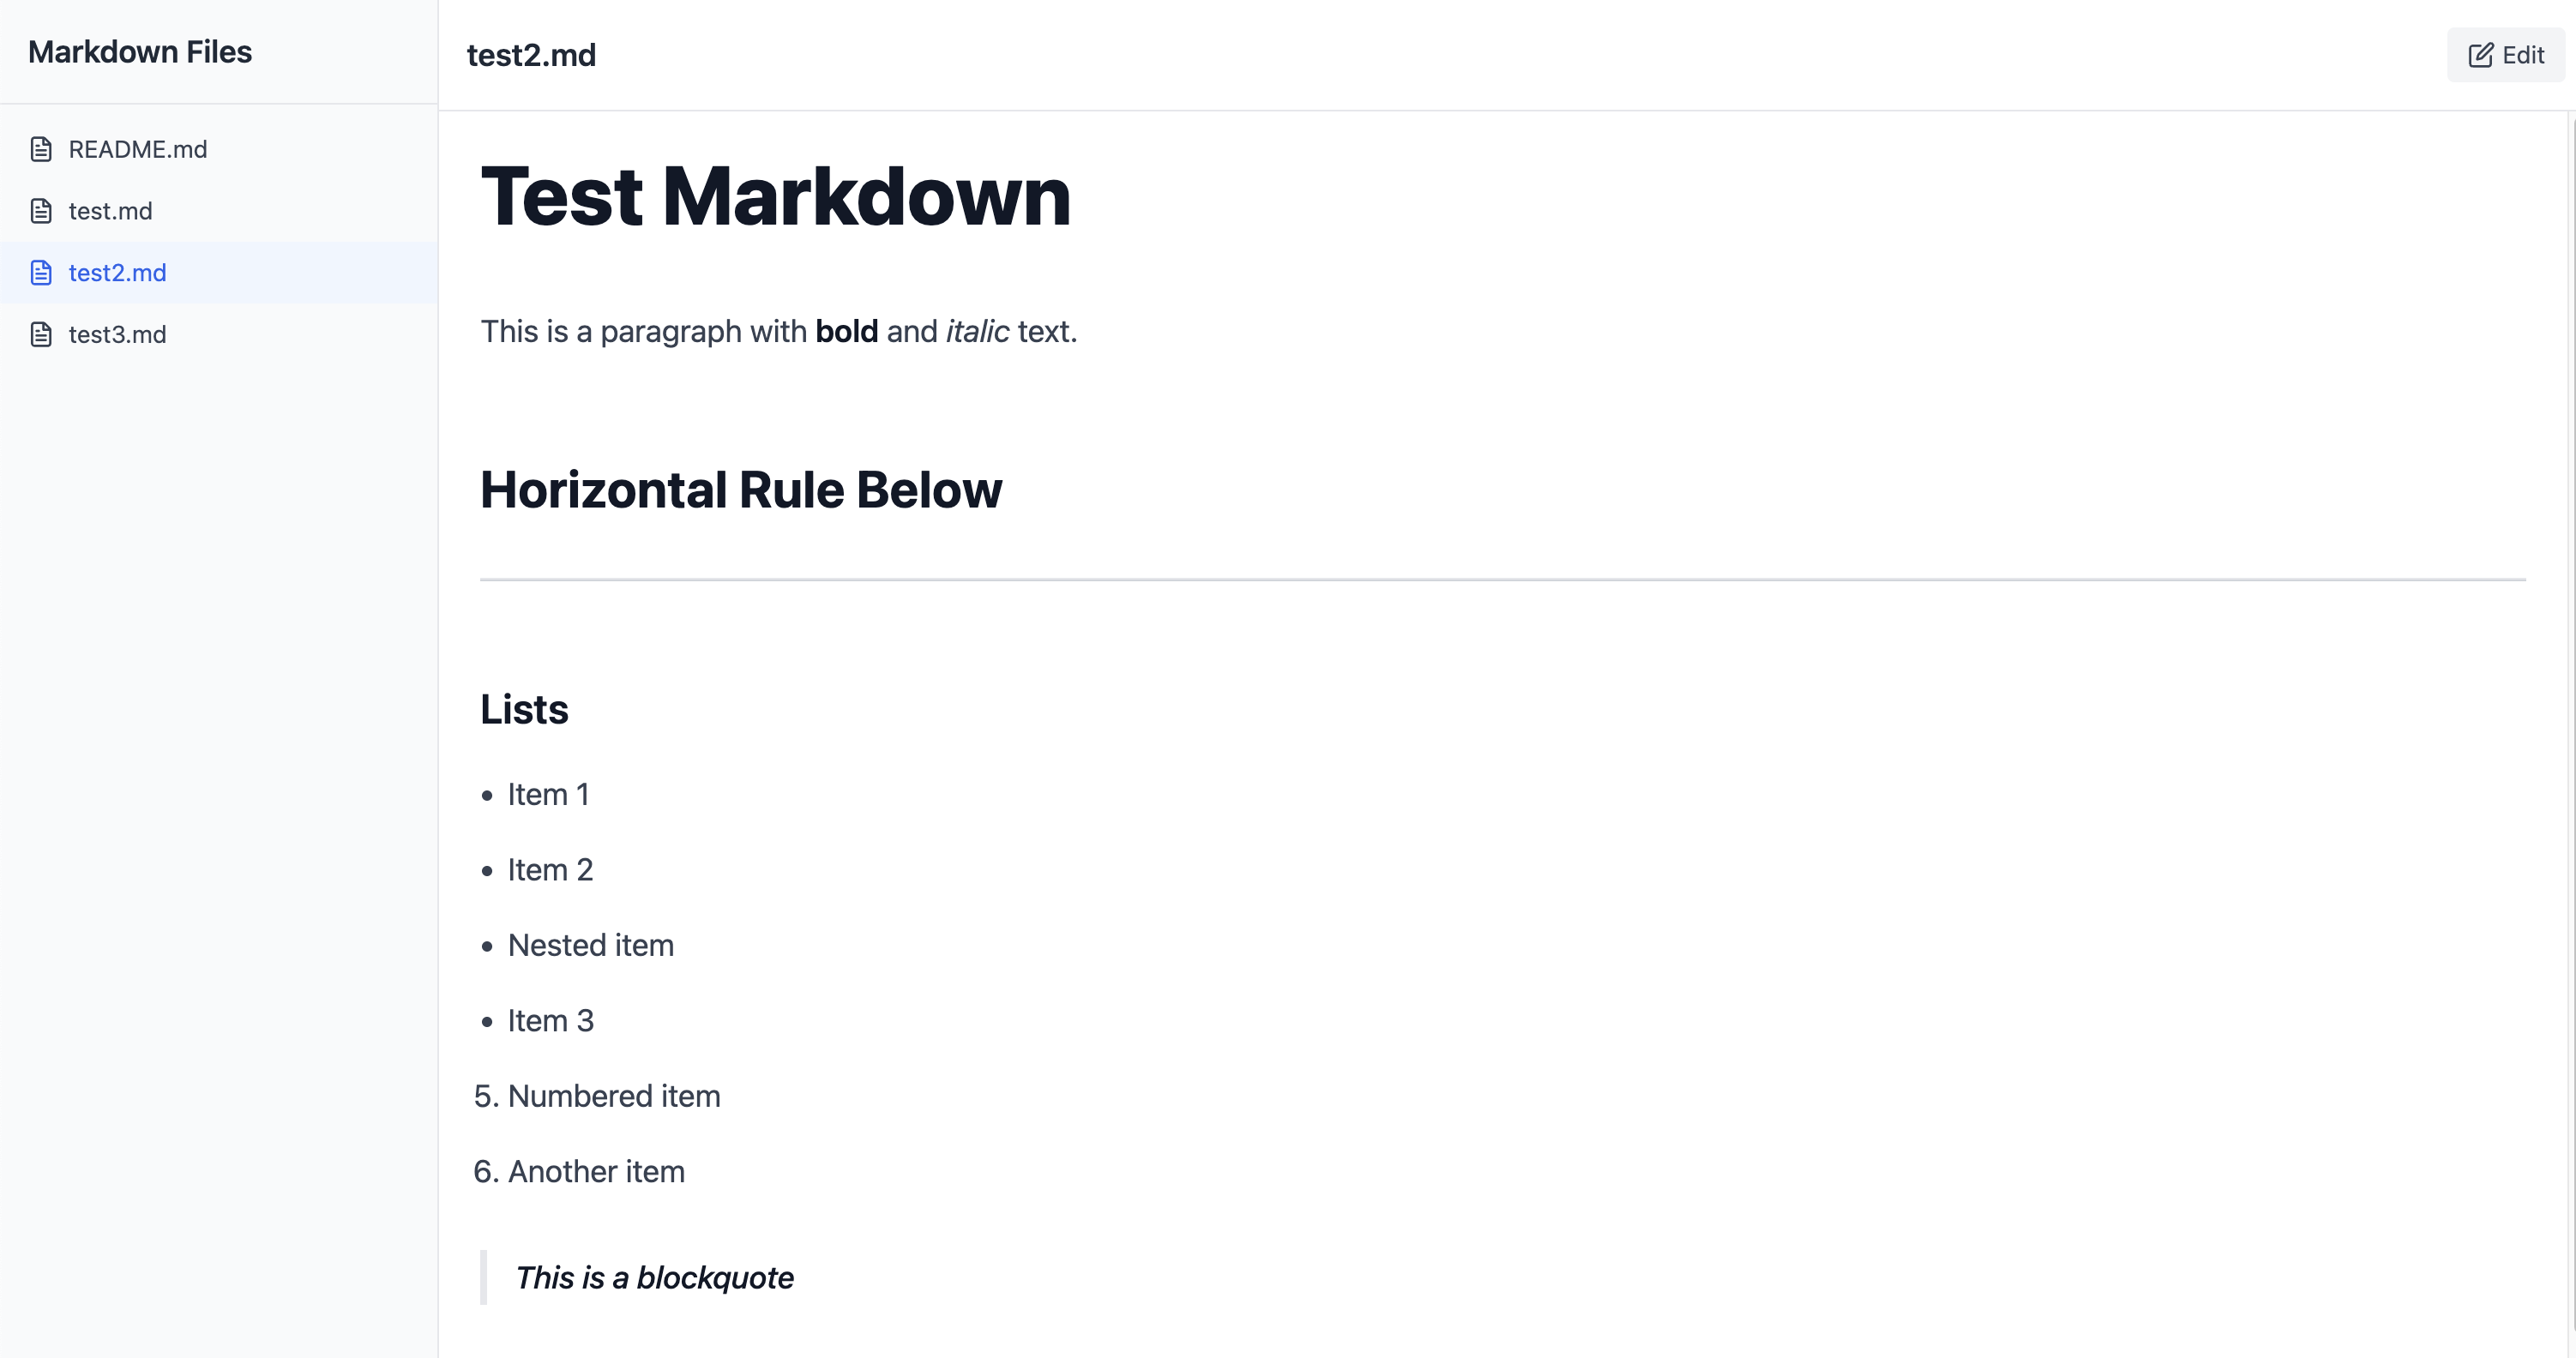 Markdown Files
README.md
test.md
test2.md
test3.md
test2.md
Edit
Test Markdown
This is a paragraph with bold and italic text.
Horizontal Rule Below
Lists
• Item 1
• Item 2
• Nested item
• Item 3
5. Numbered item
6. Another item
This is a blockquote